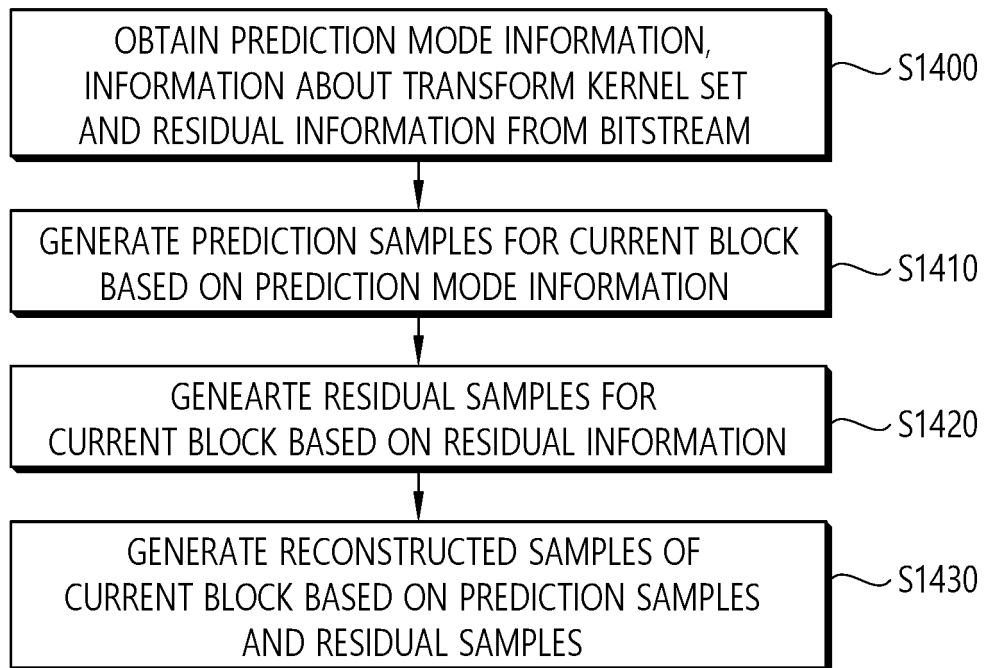 OBTAIN PREDICTION MODE INFORMATION,
INFORMATION ABOUT TRANSFORM KERNEL SET
AND RESIDUAL INFORMATION FROM BITSTREAM
S1400
GENERATE PREDICTION SAMPLES FOR CURRENT BLOCK
BASED ON PREDICTION MODE INFORMATION
S1410
GENEARTE RESIDUAL SAMPLES FOR
CURRENT BLOCK BASED ON RESIDUAL INFORMATION
S1420
GENERATE RECONSTRUCTED SAMPLES OF
CURRENT BLOCK BASED ON PREDICTION SAMPLES
AND RESIDUAL SAMPLES
S1430